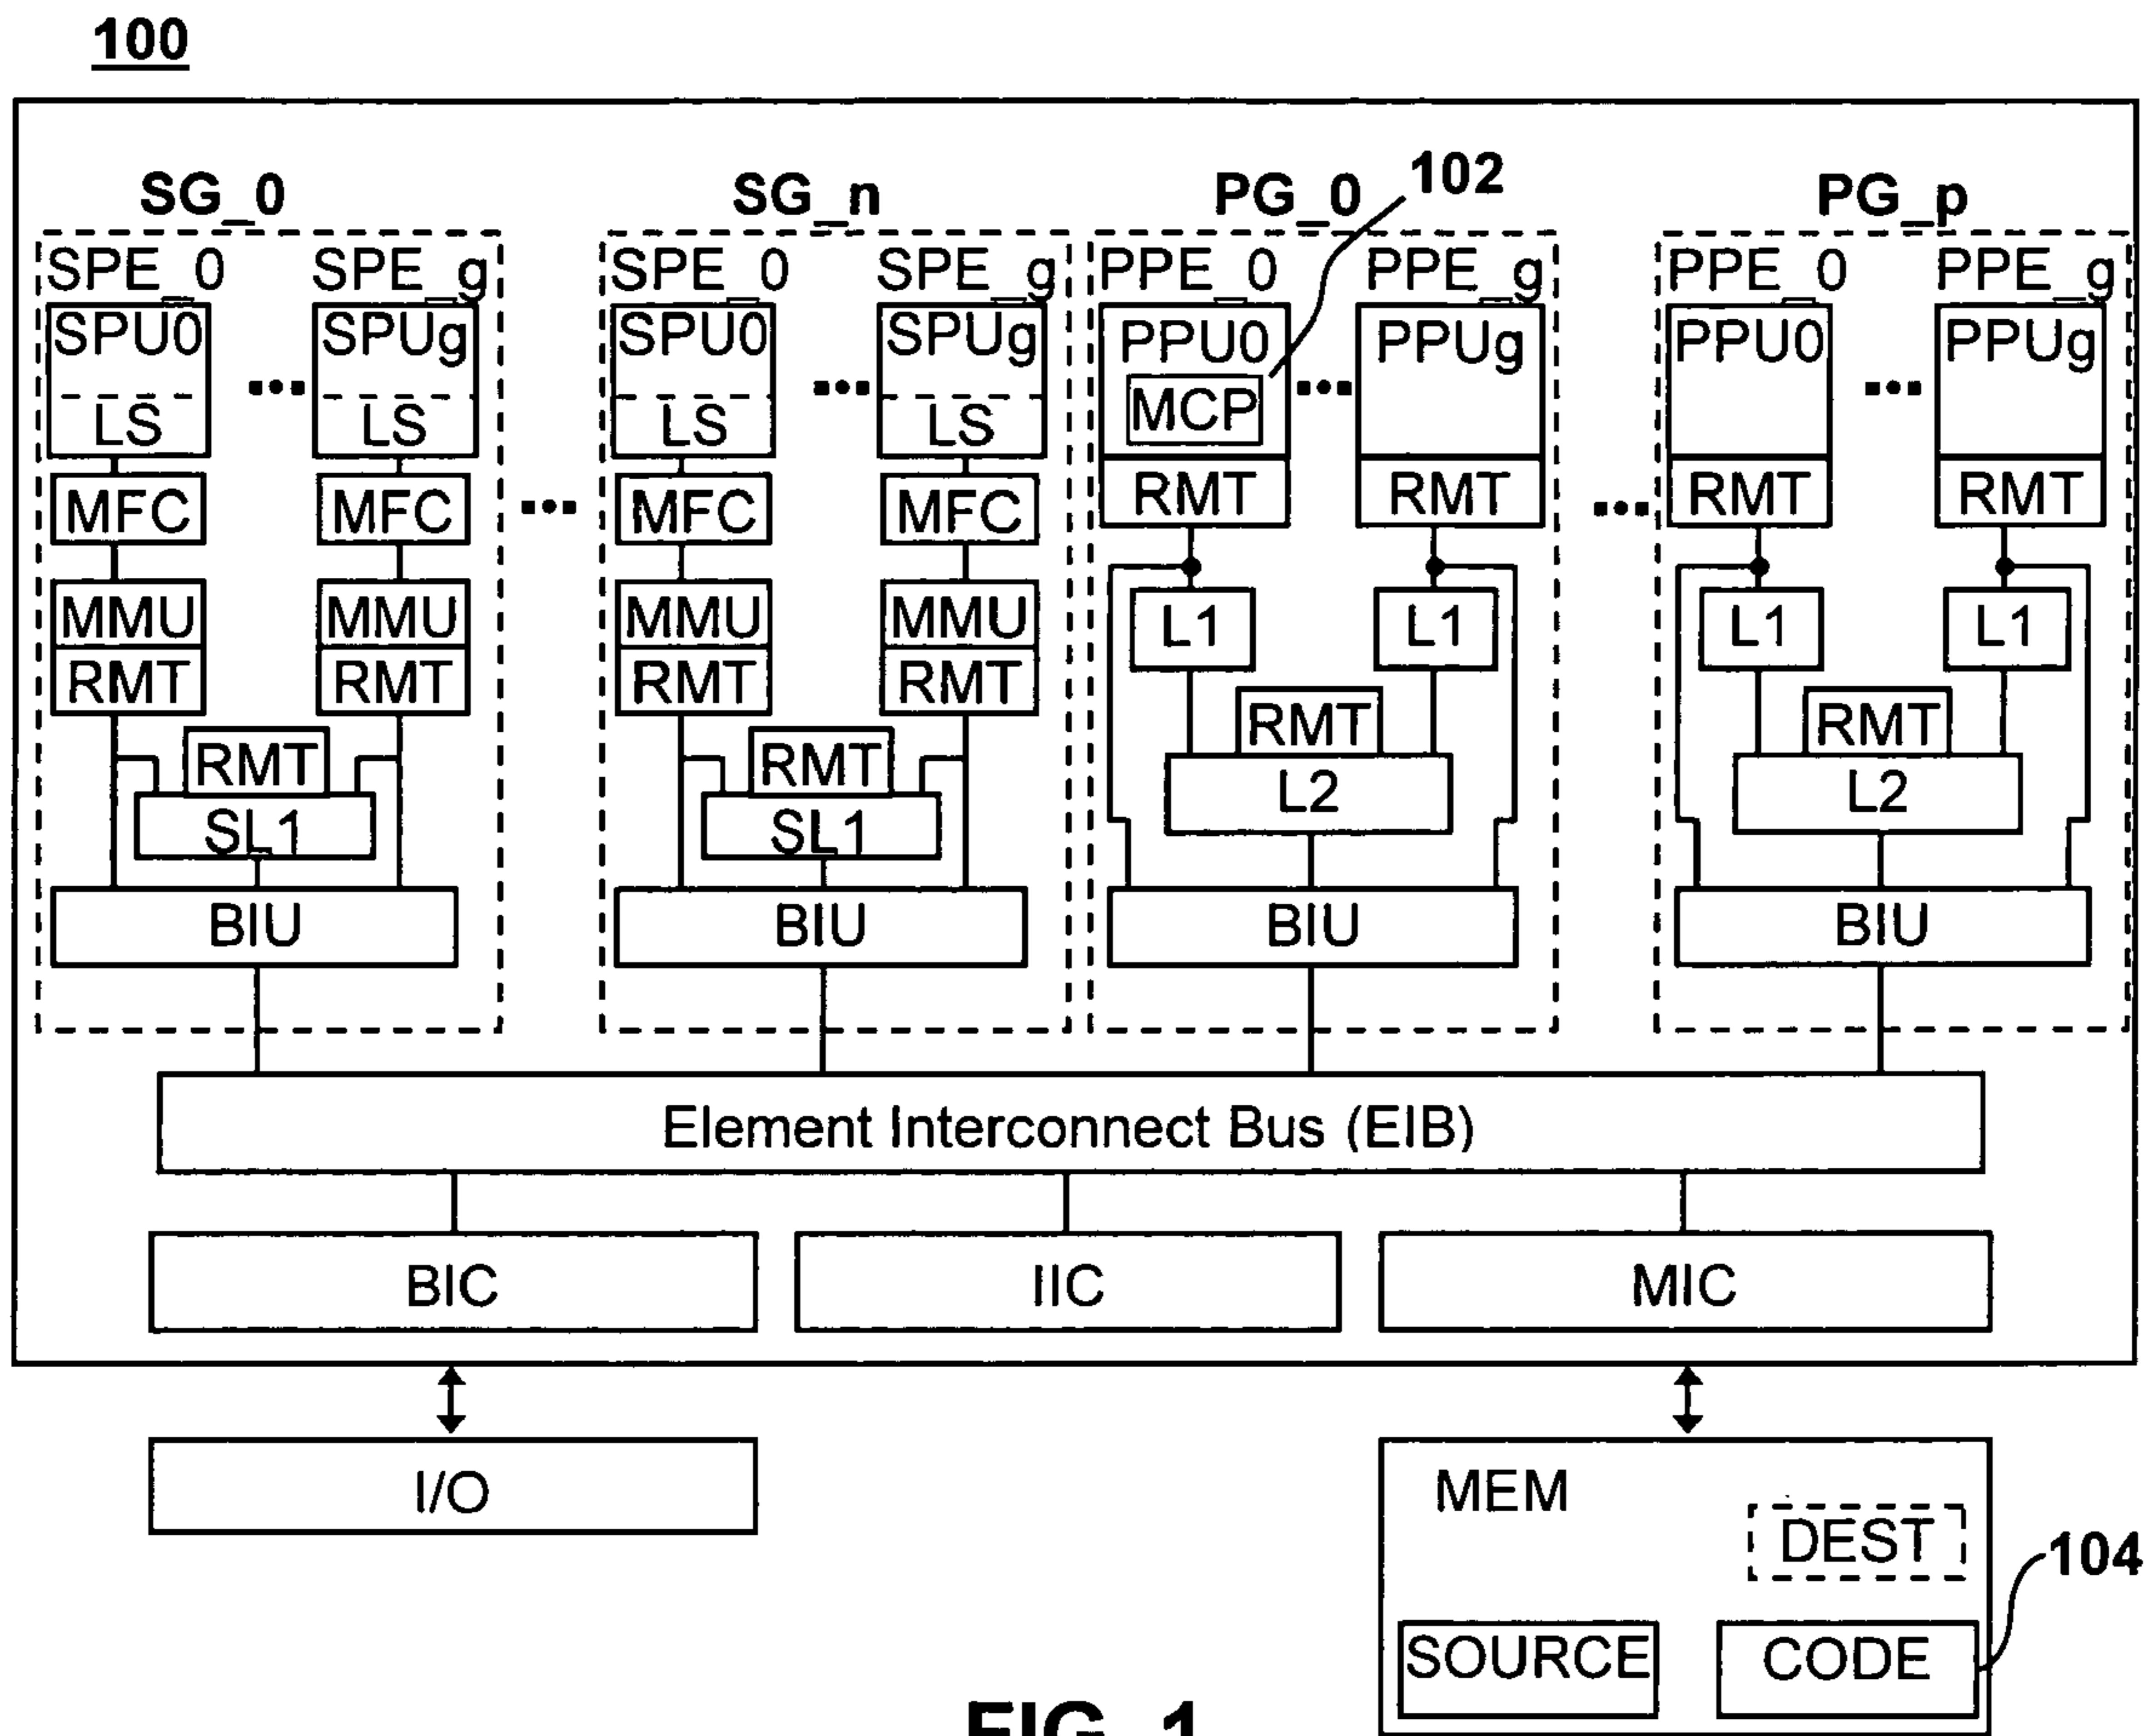 100
SG_0 SG_n PG_0 102 PG_p
SPE_0 SPE_g SPE_0 SPE_g PPE_0 PPE_g PPE_0 PPE_g
SPU0 SPUg SPU0 SPUg PPU0 PPUg PPU0 PPUg
LS LS LS LS MCP
MFC MFC MFC MFC RMT RMT RMT RMT
MMU MMU MMU MMU L1 L1 L1 L1
RMT RMT RMT RMT
RMT RMT RMT RMT
SL1 SL1 L2 L2
BIU BIU BIU BIU
Element Interconnect Bus (EIB)
BIC IIC MIC
I/O MEM
DEST 104
SOURCE CODE
FIG. 1